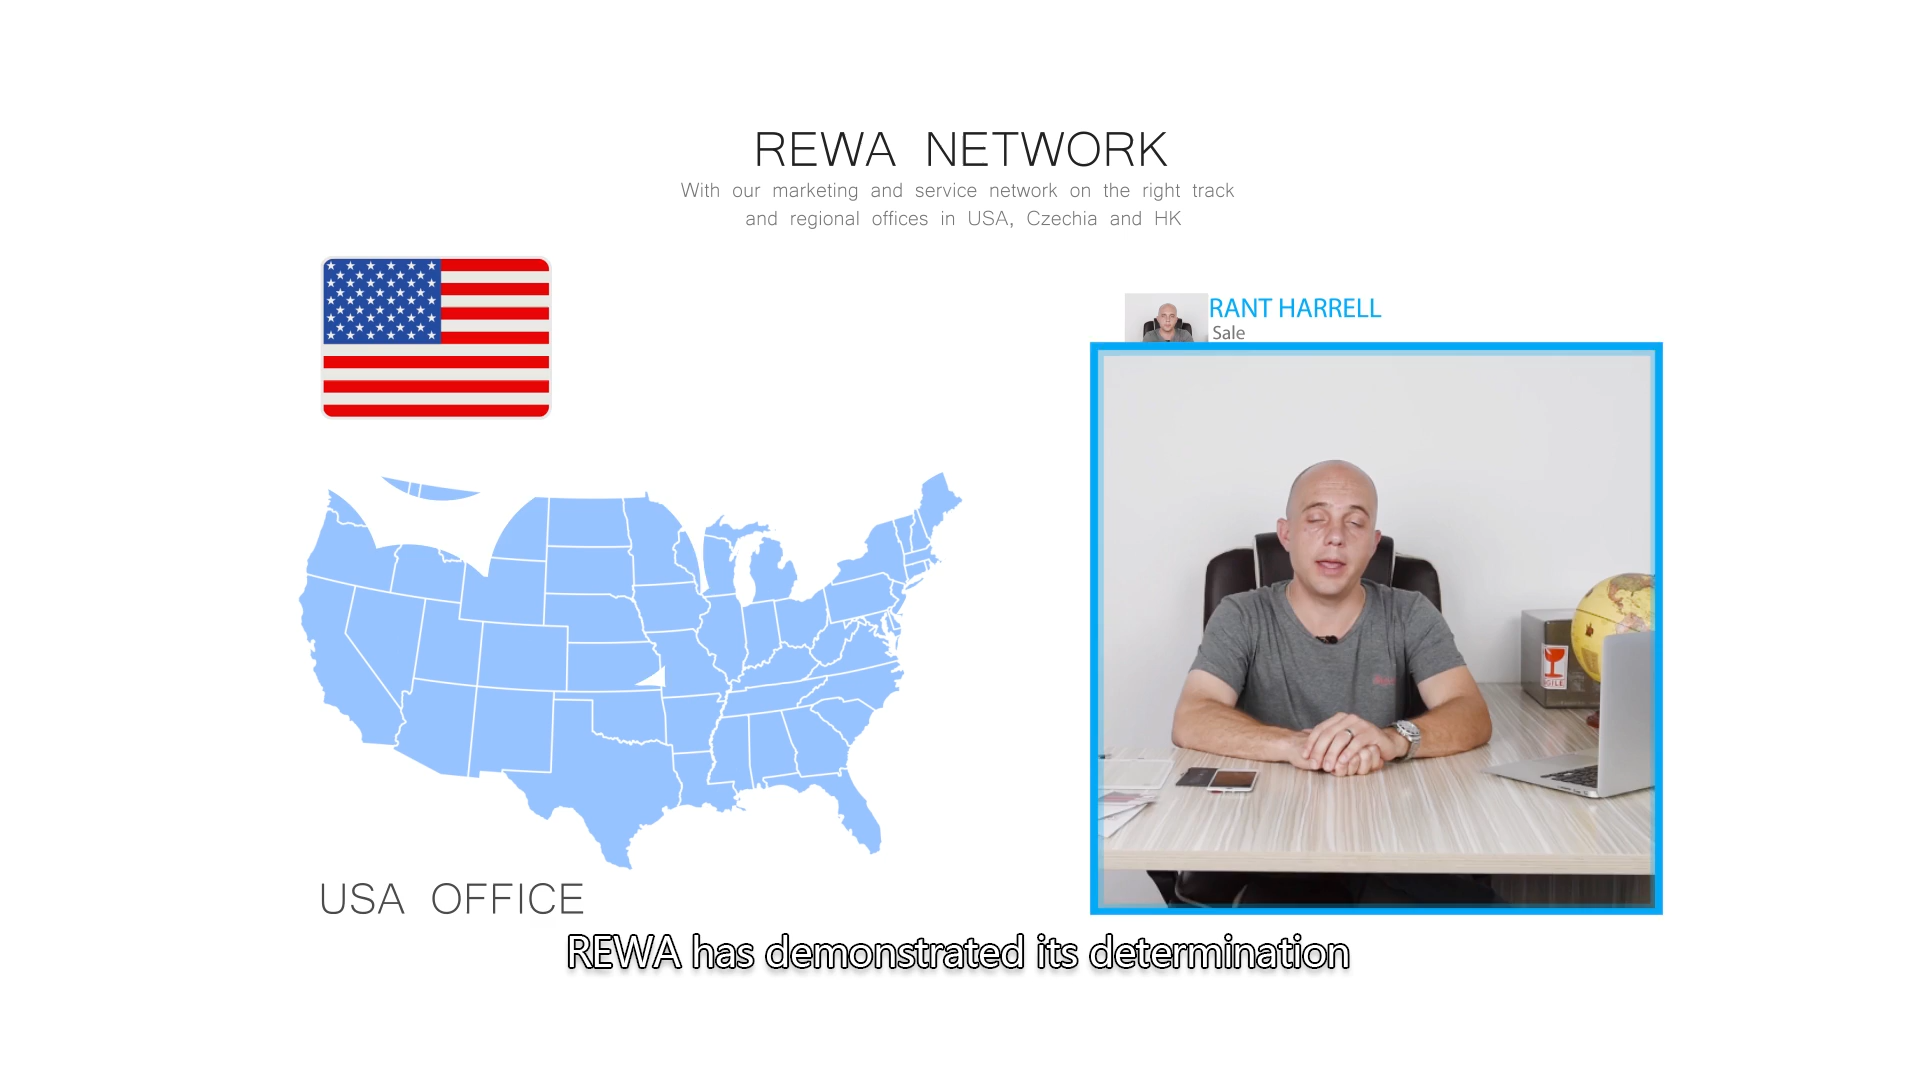 REWA NETWORK
With our marketing and service network on the right track
and regional offices in USA, Czechia and HK
RANT HARRELL
Sale
USA OFFICE
REWA has demonstrated its determination